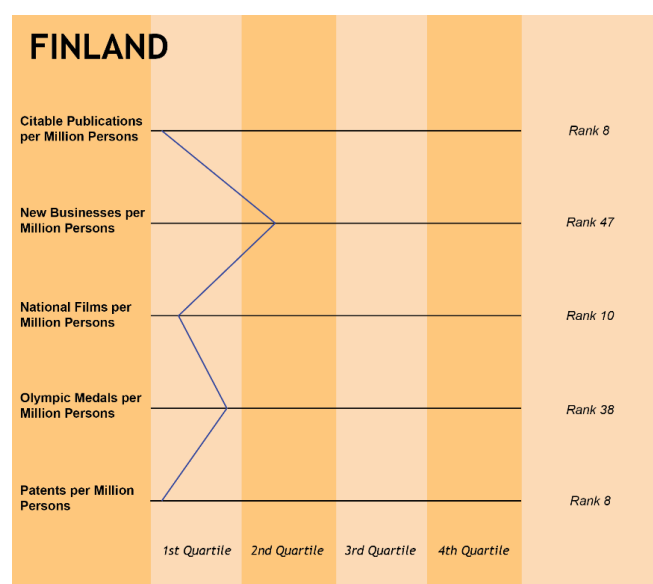 FINLAND
Citable Publications
per Million Persons
Rank 8
New Businesses per
Million Persons
Rank 47
National Films per
Million Persons
Rank 10
Olympic Medals per
Million Persons
Rank 38
Patents per Million
Persons
Rank 8
1st Quartile
2nd Quartile
3rd Quartile
4th Quartile